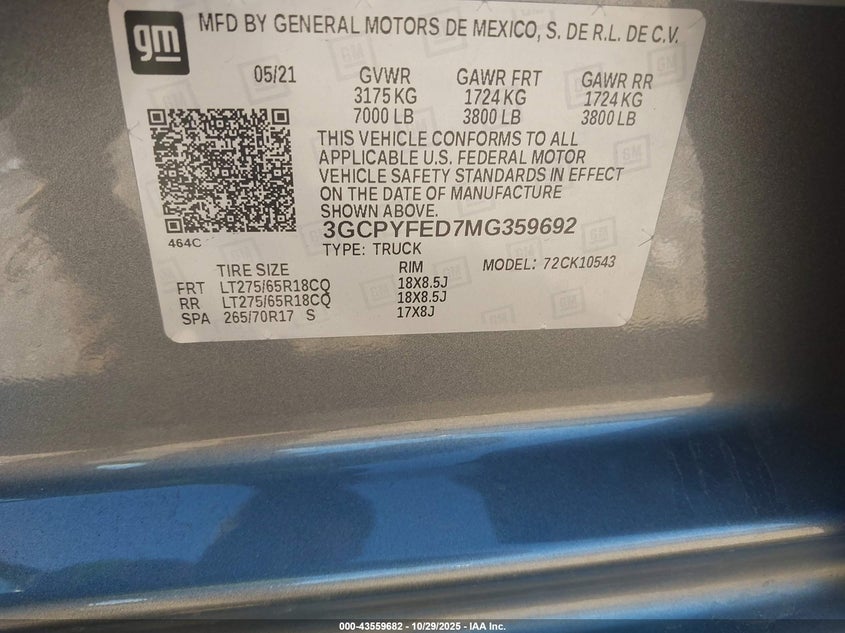 gm
MFD BY GENERAL MOTORS DE MEXICO, S. DE R.L. DE C.V.
05/21 GVWR GAWR FRT GAWR RR
3175 KG 1724 KG 1724 KG
7000 LB 3800 LB 3800 LB
THIS VEHICLE CONFORMS TO ALL
APPLICABLE U.S. FEDERAL MOTOR
VEHICLE SAFETY STANDARDS IN EFFECT
ON THE DATE OF MANUFACTURE
SHOWN ABOVE.
464C 3GCPYFED7MG359692
TYPE: TRUCK
TIRE SIZE RIM MODEL: 72CK10543
FRT LT275/65R18CQ 18X8.5J
RR LT275/65R18CQ 18X8.5J
SPA 265/70R17 S 17X8J
000-43559682 - 10/29/2025 - IAA Inc.